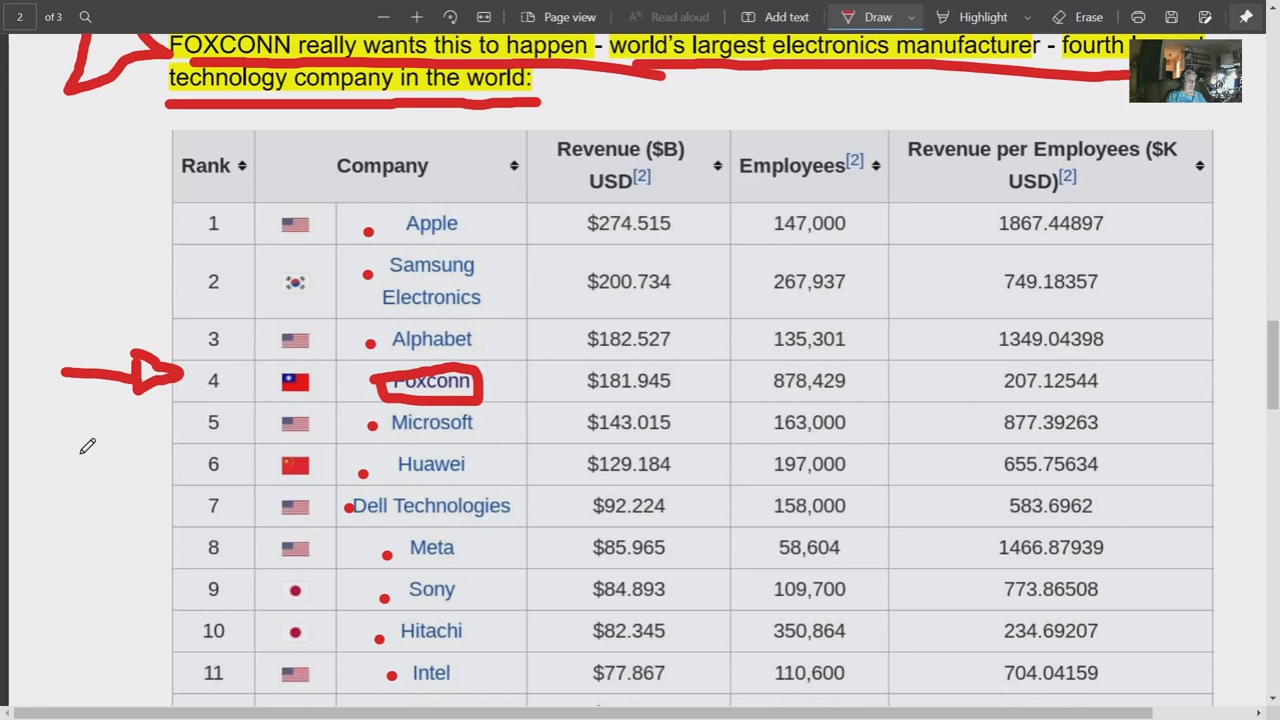 2 of 3 Page view Read aloud Add text Draw Highlight Erase
FOXCONN really wants this to happen - world's largest electronics manufacturer - fourth
technology company in the world:
Rank Company Revenue ($B) USD[2] Employees[2] Revenue per Employees ($K USD)[2]
1 Apple $274.515 147,000 1867.44897
2 Samsung Electronics $200.734 267,937 749.18357
3 Alphabet $182.527 135,301 1349.04398
4 Foxconn $181.945 878,429 207.12544
5 Microsoft $143.015 163,000 877.39263
6 Huawei $129.184 197,000 655.75634
7 Dell Technologies $92.224 158,000 583.6962
8 Meta $85.965 58,604 1466.87939
9 Sony $84.893 109,700 773.86508
10 Hitachi $82.345 350,864 234.69207
11 Intel $77.867 110,600 704.04159